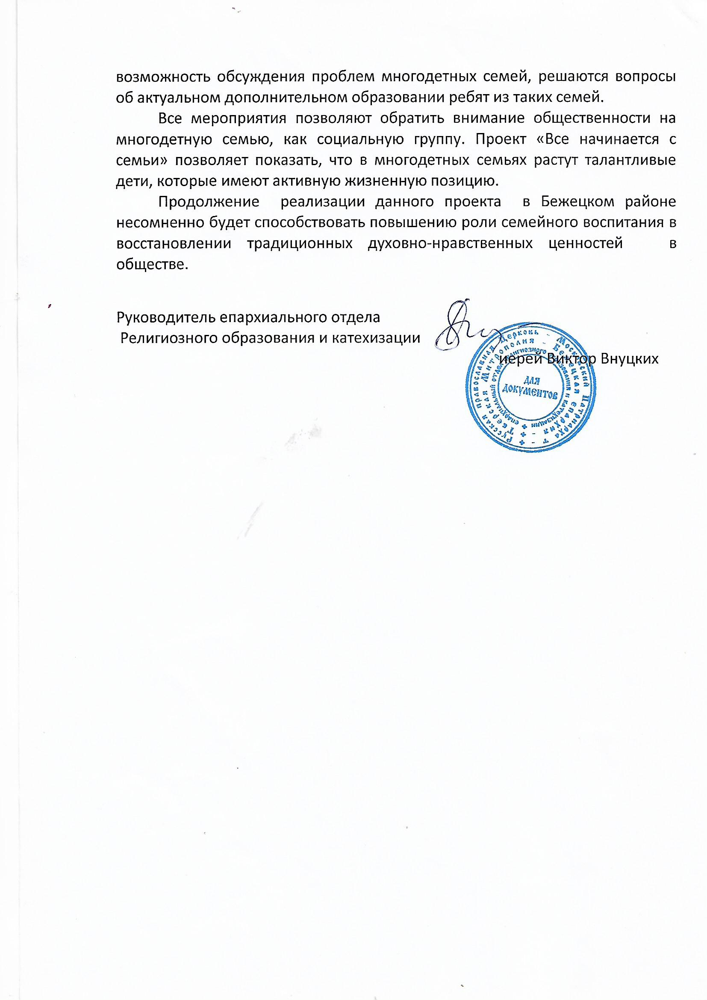 возможность обсуждения проблем многодетных семей, решаются вопросы
об актуальном дополнительном образовании ребят из таких семей.
Все мероприятия позволяют обратить внимание общественности на
многодетную семью, как социальную группу. Проект «Все начинается с
семьи» позволяет показать, что в многодетных семьях растут талантливые
дети, которые имеют активную жизненную позицию.
Продолжение реализации данного проекта в Бежецком районе
несомненно будет способствовать повышению роли семейного воспитания в
восстановлении традиционных духовно-нравственных ценностей в
обществе.
Руководитель епархиального отдела
Религиозного образования и катехизации
иерей Виктор Внуцких
Русская православная Церковь - Московский Патриархат -
Тверская Митрополия - Бежецкая епархия -
епархиальный отдел религиозного образования и катехизации
для
документов